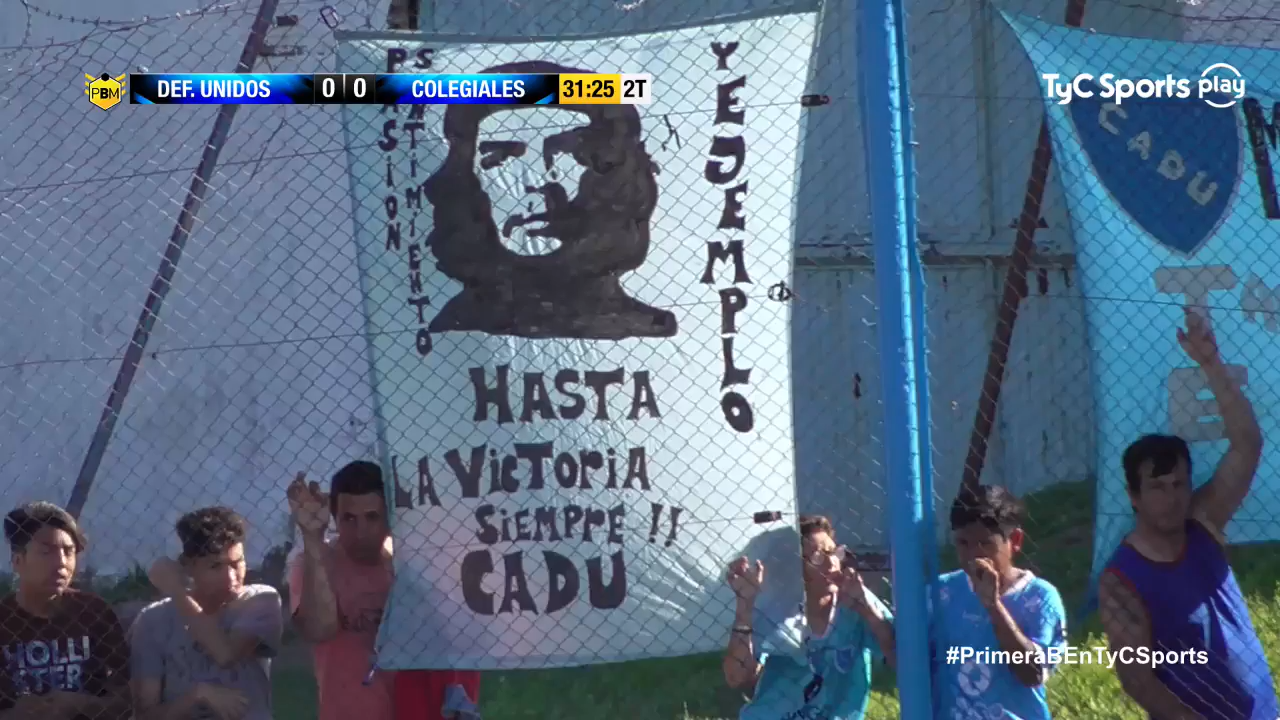 PBM DEF. UNIDOS 0 0 COLEGIALES 31:25 2T
TyC Sports play
PASiON
SENTiMiENTO
Y EJEMPLO
HASTA
LA VicToRiA
SiEMPRE !!
CADU
CADU
T
E
HOLLI
#PrimeraBEnTyCSports